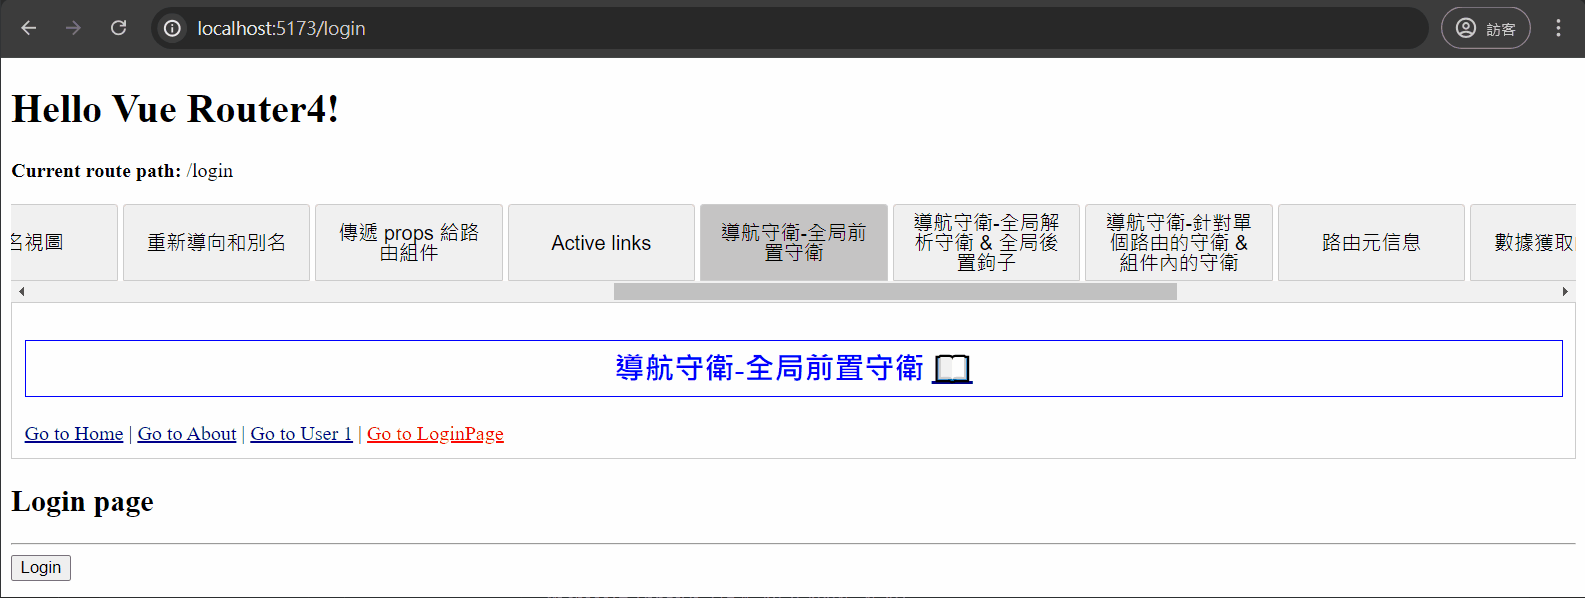 localhost:5173/login
訪客
Hello Vue Router4!
Current route path: /login
名視圖
重新導向和別名
傳遞 props 給路
由組件
Active links
導航守衛-全局前
置守衛
導航守衛-全局解
析守衛 & 全局後
置鉤子
導航守衛-針對單
個路由的守衛 &
組件內的守衛
路由元信息
數據獲取
導航守衛-全局前置守衛
Go to Home | Go to About | Go to User 1 | Go to LoginPage
Login page
Login